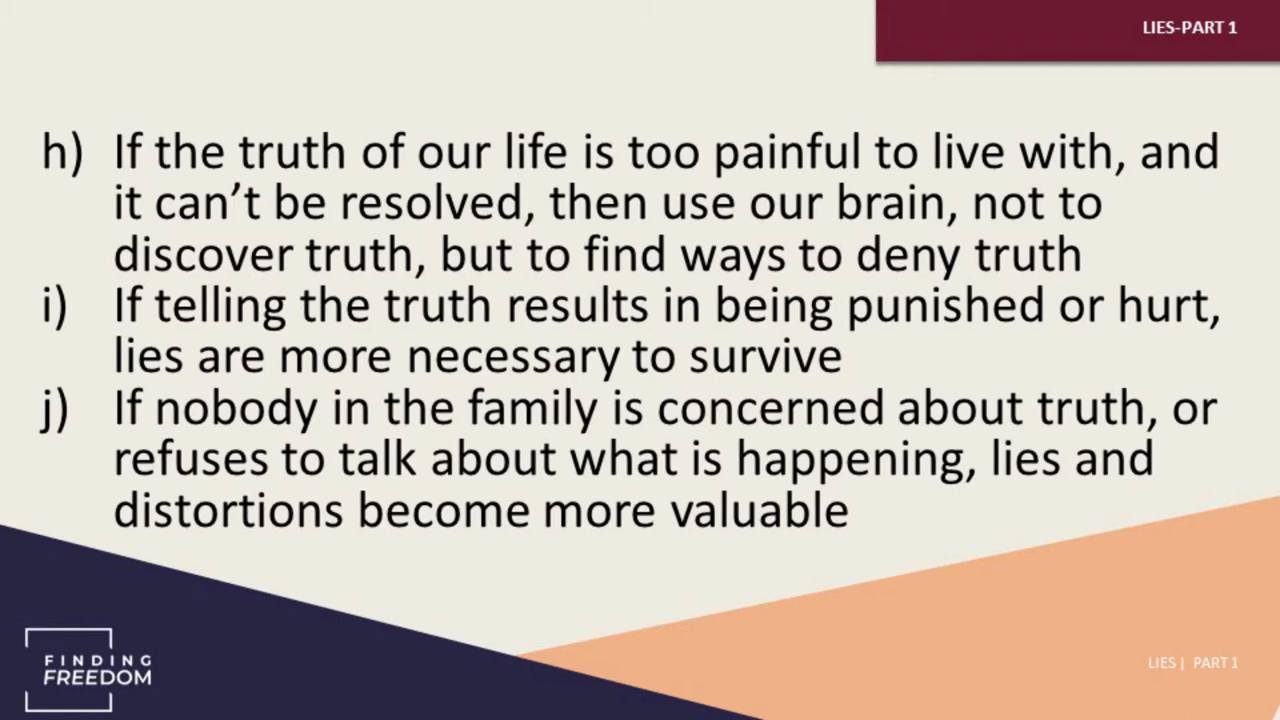 LIES-PART 1
h) If the truth of our life is too painful to live with, and
it can’t be resolved, then use our brain, not to
discover truth, but to find ways to deny truth
i) If telling the truth results in being punished or hurt,
lies are more necessary to survive
j) If nobody in the family is concerned about truth, or
refuses to talk about what is happening, lies and
distortions become more valuable
FINDING
FREEDOM
LIES | PART 1